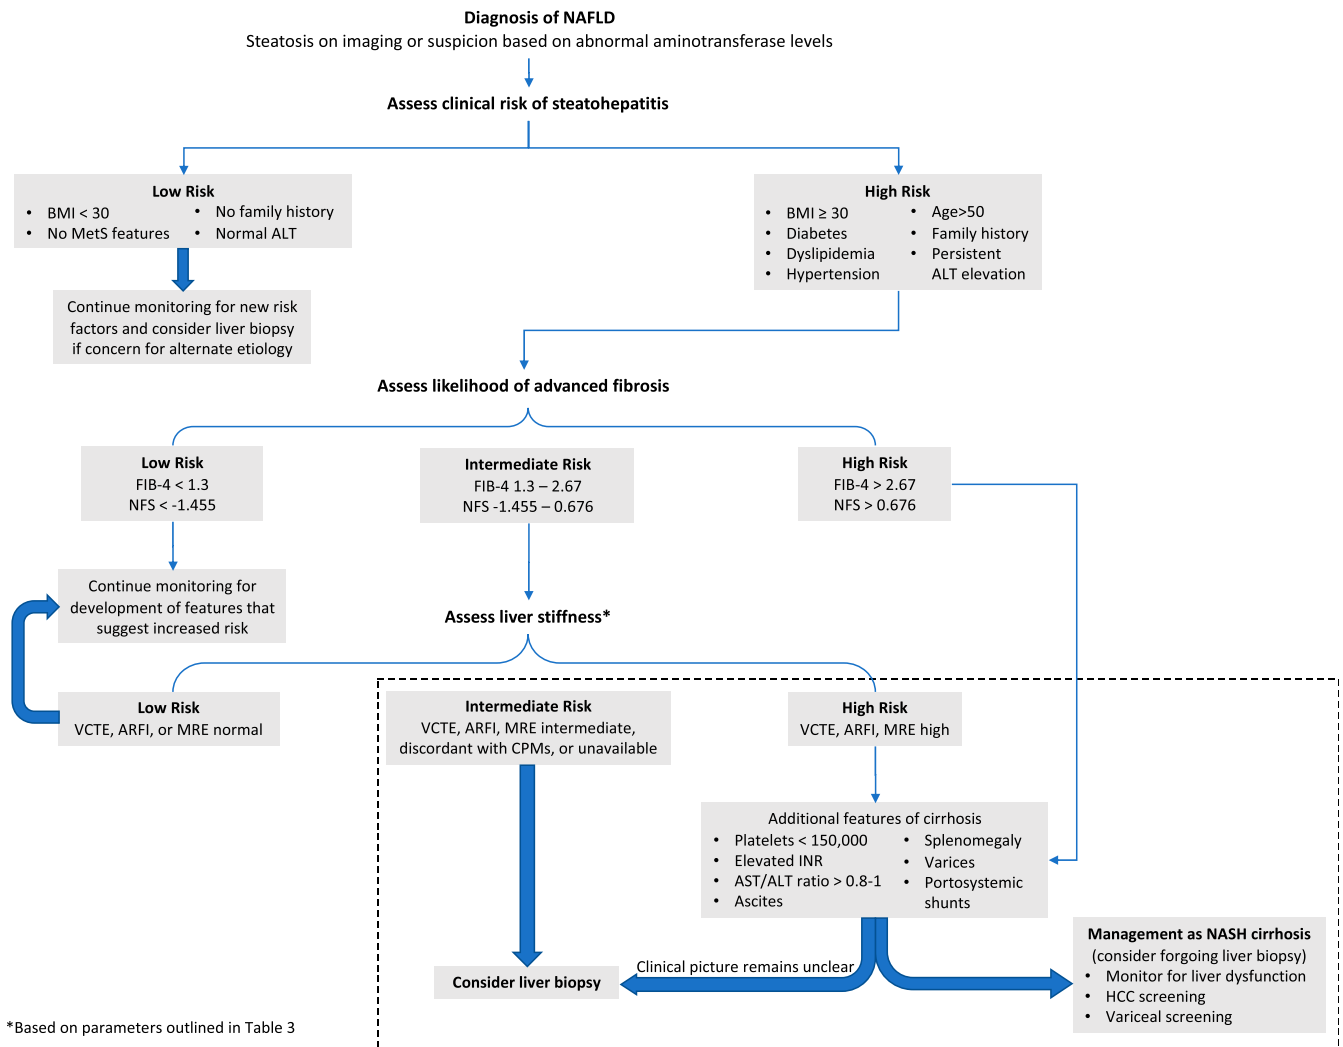 Diagnosis of NAFLD
Steatosis on imaging or suspicion based on abnormal aminotransferase levels
Assess clinical risk of steatohepatitis
Low Risk
• BMI < 30
• No MetS features
• No family history
• Normal ALT
High Risk
• BMI ≥ 30
• Diabetes
• Dyslipidemia
• Hypertension
• Age>50
• Family history
• Persistent
ALT elevation
Continue monitoring for new risk
factors and consider liver biopsy
if concern for alternate etiology
Assess likelihood of advanced fibrosis
Low Risk
FIB-4 < 1.3
NFS < -1.455
Intermediate Risk
FIB-4 1.3 – 2.67
NFS -1.455 – 0.676
High Risk
FIB-4 > 2.67
NFS > 0.676
Continue monitoring for
development of features that
suggest increased risk
Assess liver stiffness*
Low Risk
VCTE, ARFI, or MRE normal
Intermediate Risk
VCTE, ARFI, MRE intermediate,
discordant with CPMs, or unavailable
High Risk
VCTE, ARFI, MRE high
Additional features of cirrhosis
• Platelets < 150,000
• Elevated INR
• AST/ALT ratio > 0.8-1
• Ascites
• Splenomegaly
• Varices
• Portosystemic
shunts
Clinical picture remains unclear
Consider liver biopsy
Management as NASH cirrhosis
(consider forgoing liver biopsy)
• Monitor for liver dysfunction
• HCC screening
• Variceal screening
*Based on parameters outlined in Table 3